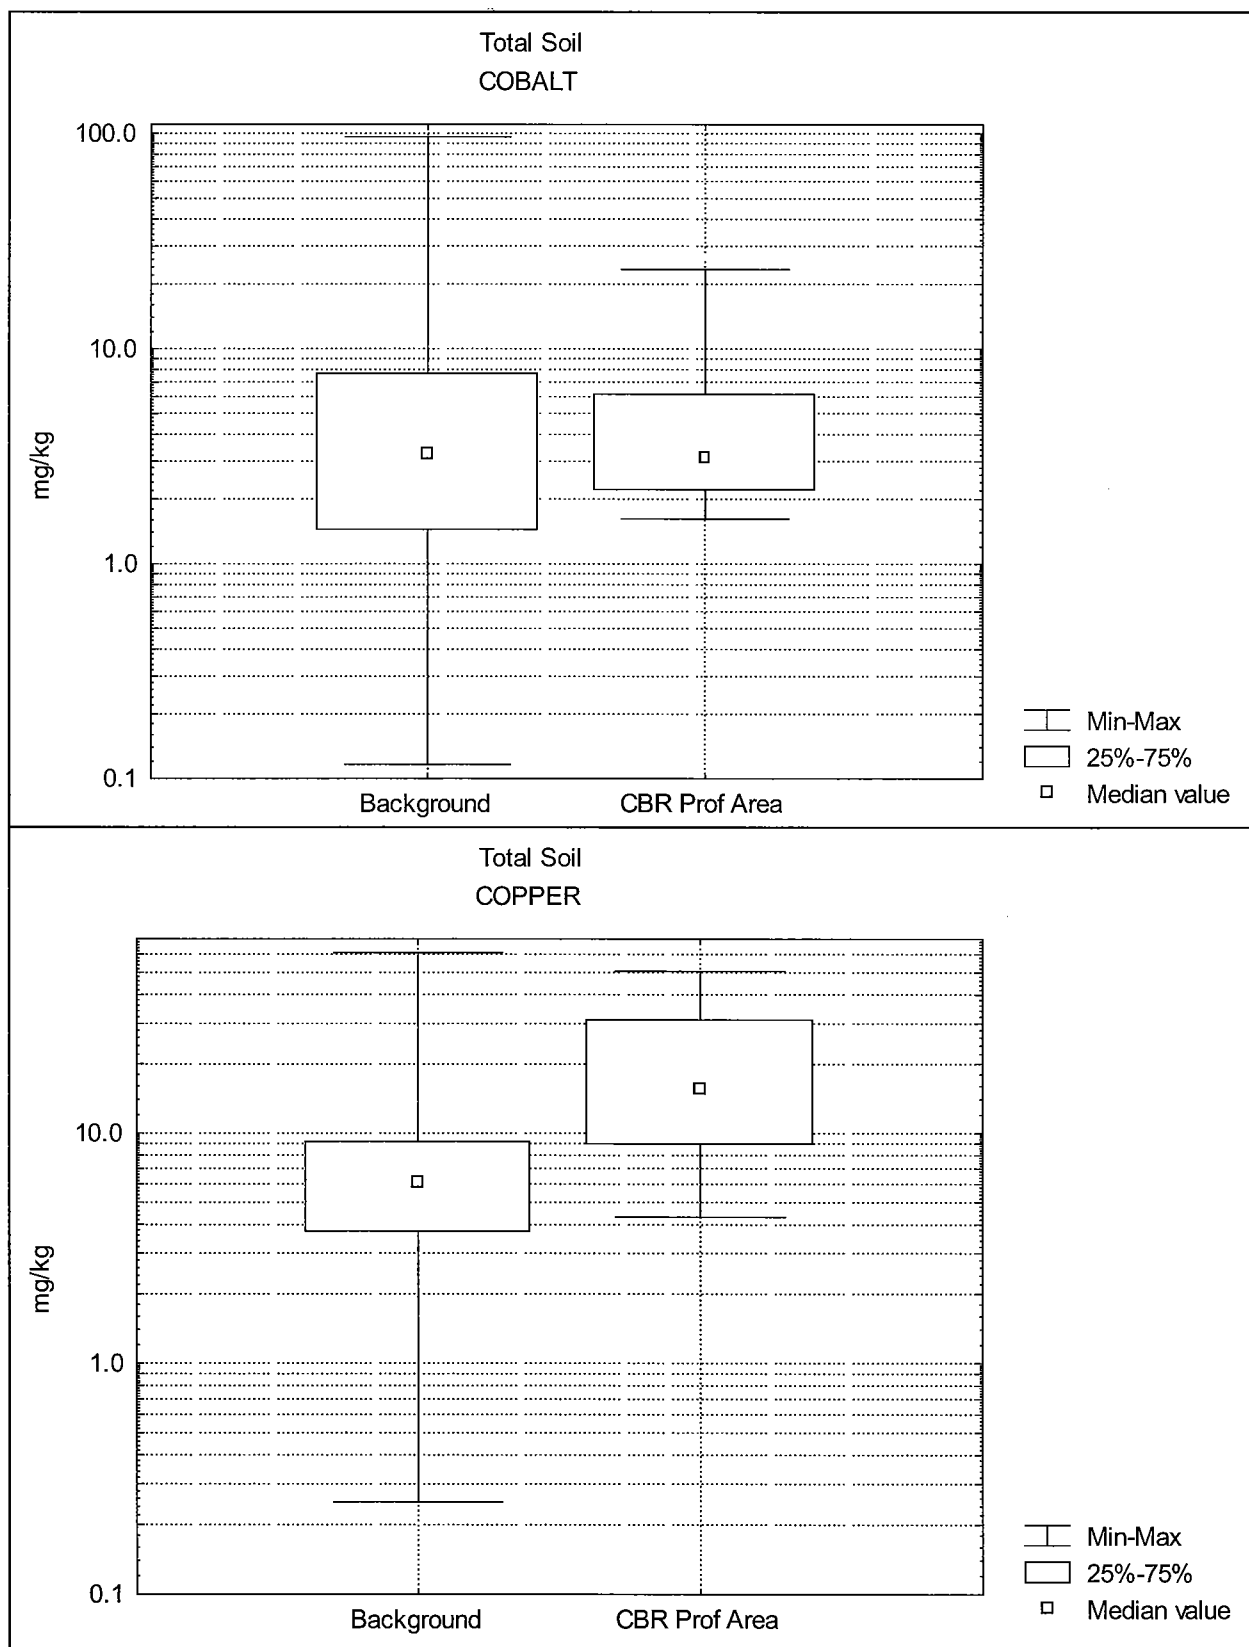 Total Soil
COBALT
100.0
10.0
1.0
0.1
mg/kg
Background
CBR Prof Area
Min-Max
25%-75%
Median value
Total Soil
COPPER
10.0
1.0
0.1
mg/kg
Background
CBR Prof Area
Min-Max
25%-75%
Median value